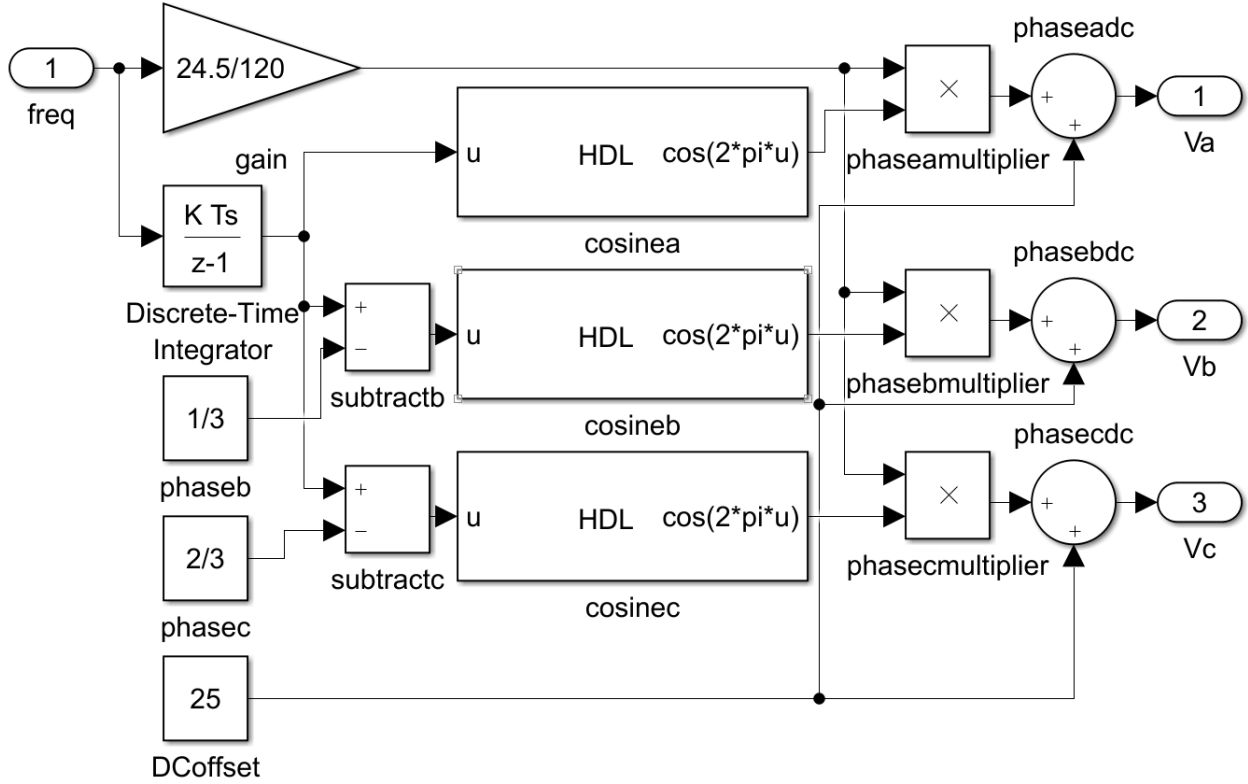 1
freq
24.5/120
gain
K Ts
z-1
Discrete-Time
Integrator
1/3
phaseb
2/3
phasec
25
DCoffset
+
−
subtractb
+
−
subtractc
u HDL cos(2*pi*u)
cosinea
u HDL cos(2*pi*u)
cosineb
u HDL cos(2*pi*u)
cosinec
×
phaseamultiplier
×
phasebmultiplier
×
phasecmultiplier
phaseadc
+
+
phasebdc
+
+
phasecdc
+
+
1
Va
2
Vb
3
Vc